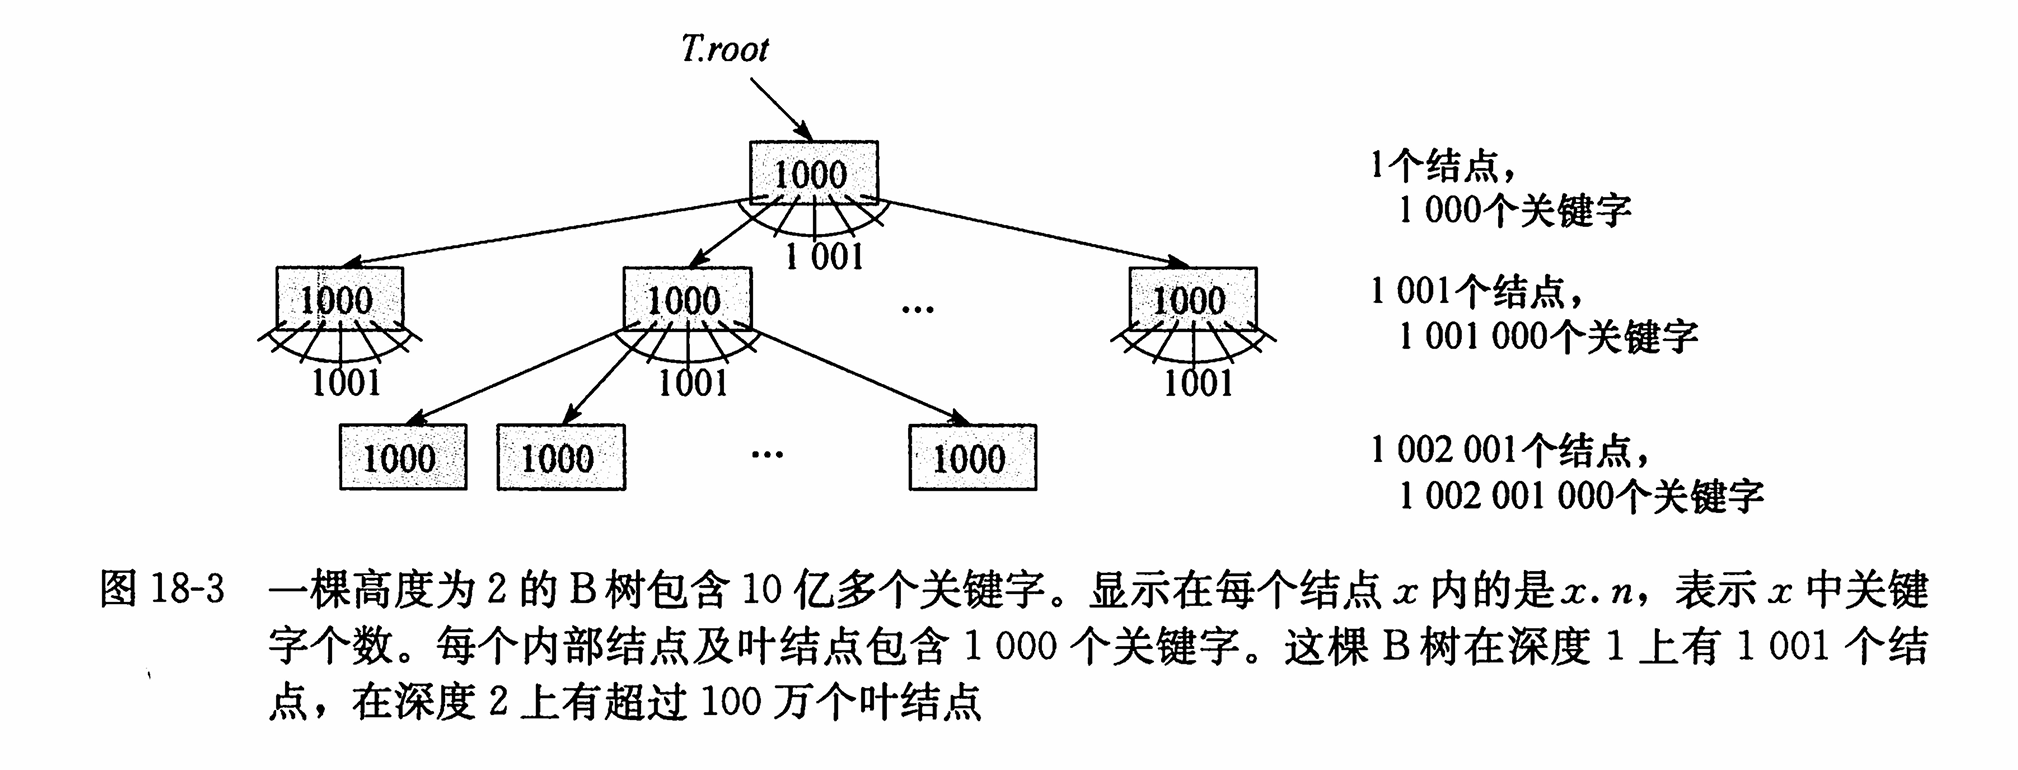 T.root
1000
1个结点，
1 000个关键字
1 001
1000 1000 … 1000
1 001个结点，
1 001 000个关键字
1001 1001 1001
1000 1000 … 1000
1 002 001个结点，
1 002 001 000个关键字
图 18-3 一棵高度为 2 的 B 树包含 10 亿多个关键字。显示在每个结点 x 内的是 x. n，表示 x 中关键
字个数。每个内部结点及叶结点包含 1 000 个关键字。这棵 B 树在深度 1 上有 1 001 个结
点，在深度 2 上有超过 100 万个叶结点